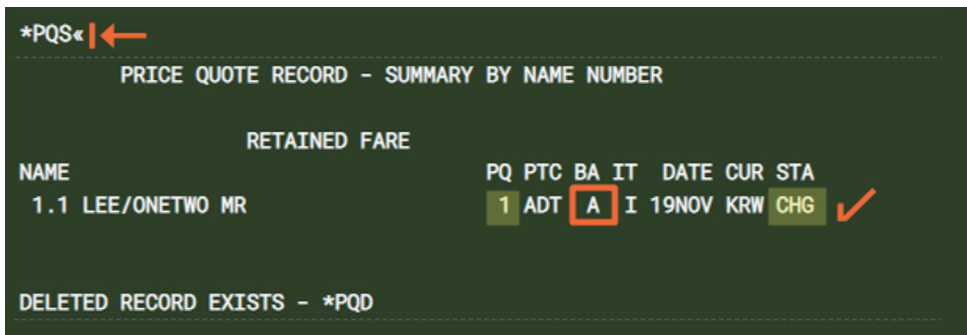 *PQS«
PRICE QUOTE RECORD - SUMMARY BY NAME NUMBER
RETAINED FARE
NAME PQ PTC BA IT DATE CUR STA
1.1 LEE/ONETWO MR 1 ADT A I 19NOV KRW CHG
DELETED RECORD EXISTS - *PQD